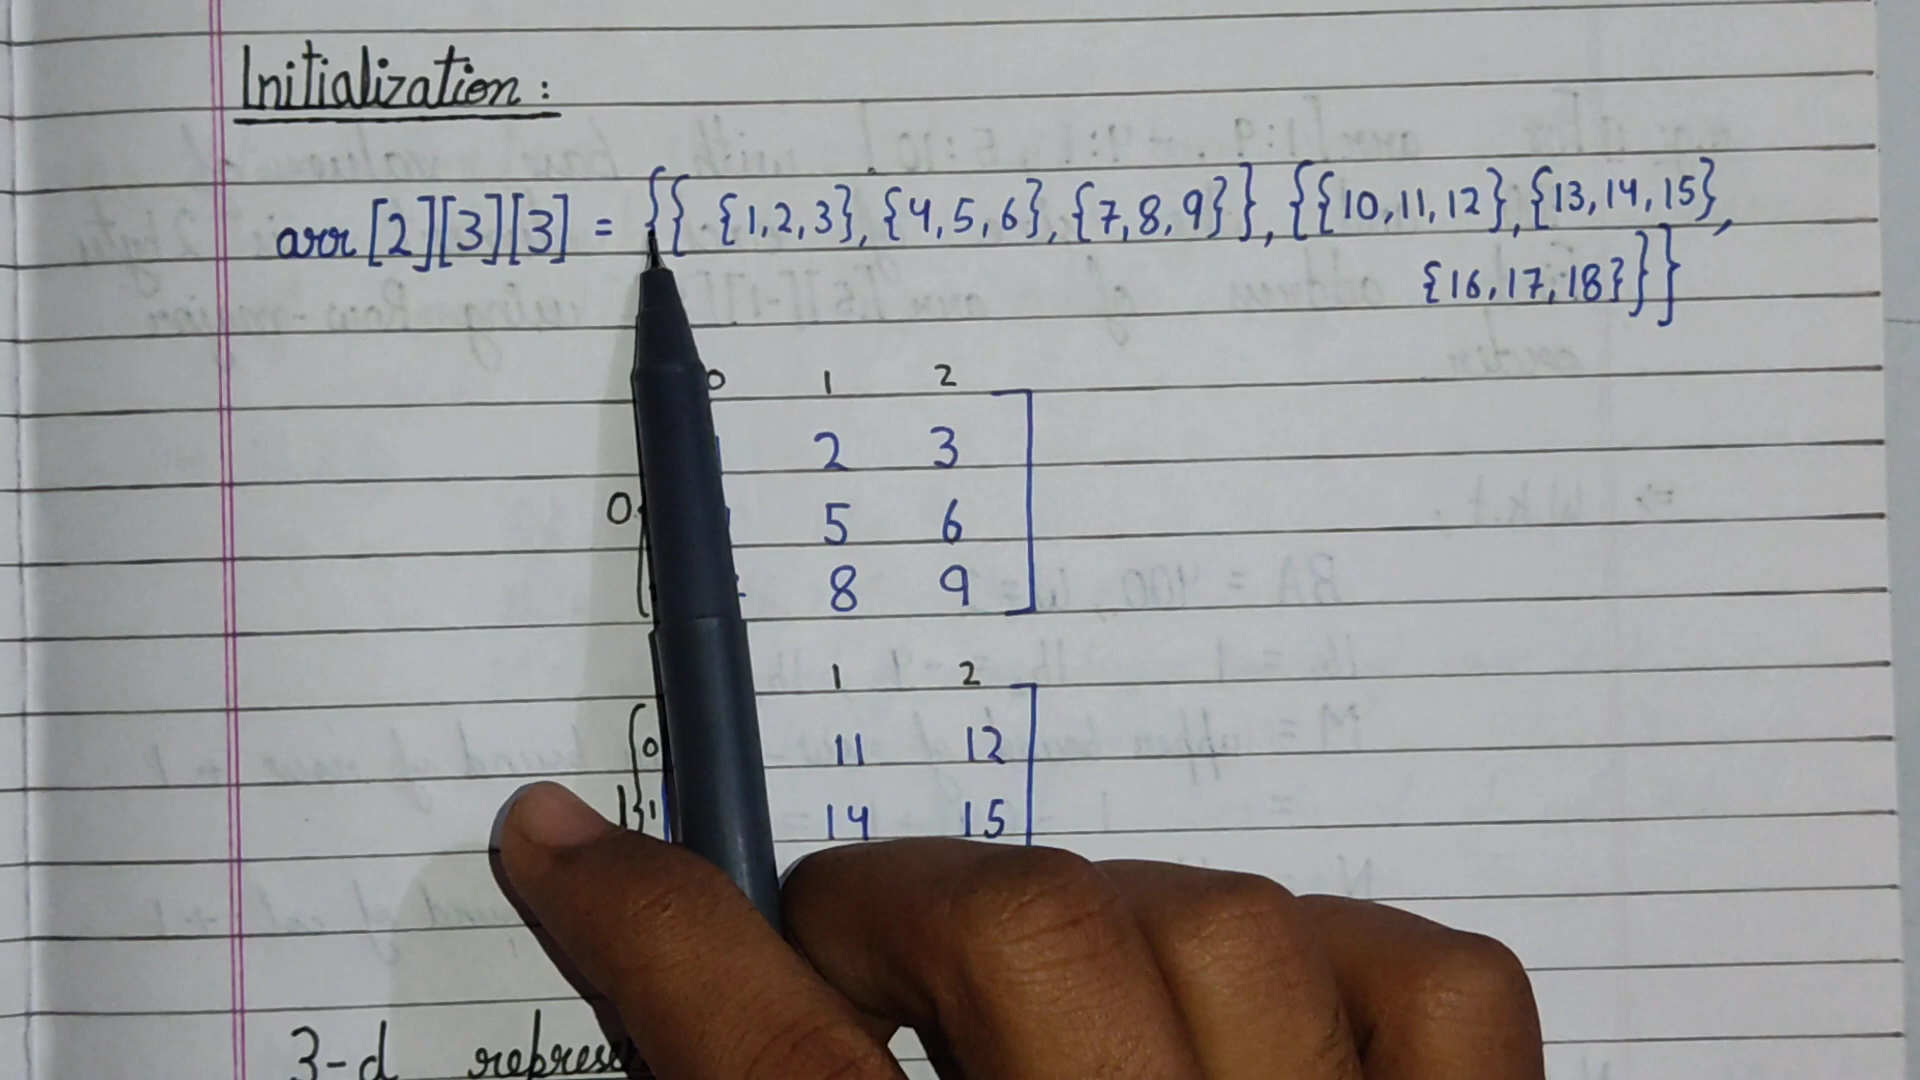 Initialization :
arr [2][3][3] = {{ {1,2,3}, {4,5,6}, {7,8,9}}, {{10,11,12}, {13,14,15},
{16,17,18}}}
0 1 2
2 3
0 5 6
8 9
1 2
0 11 12
1 1 14 15
3-d